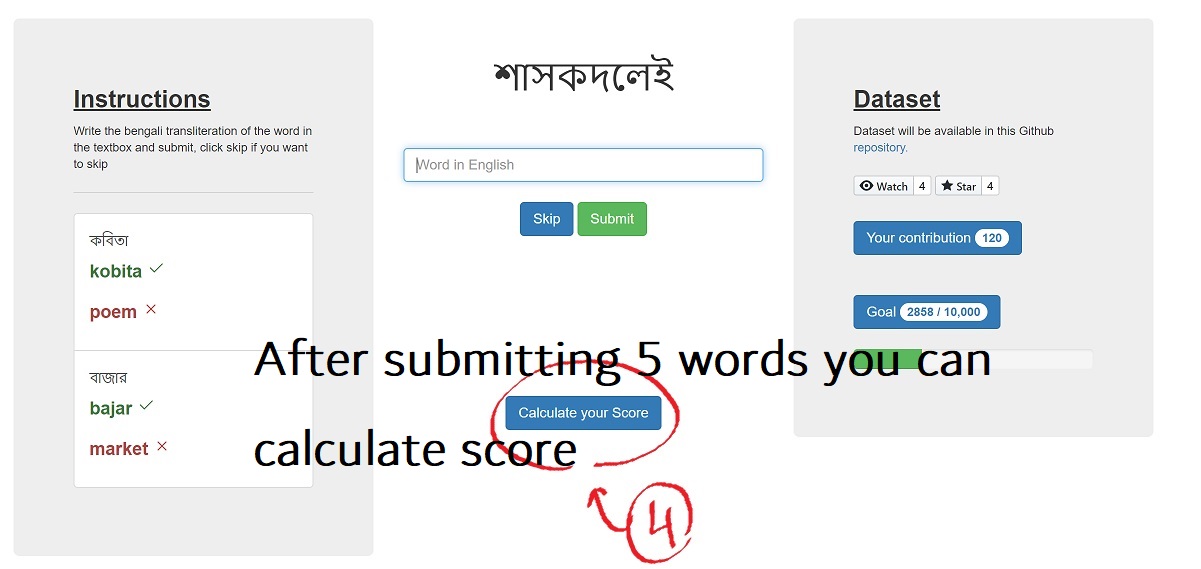 Instructions
Write the bengali transliteration of the word in
the textbox and submit, click skip if you want
to skip
কবিতা
kobita
poem
বাজার
bajar
market
শাসকদলেই
Word in English
Skip Submit
After submitting 5 words you can
Calculate your Score
calculate score
4
Dataset
Dataset will be available in this Github
repository.
Watch 4 Star 4
Your contribution 120
Goal 2858 / 10,000